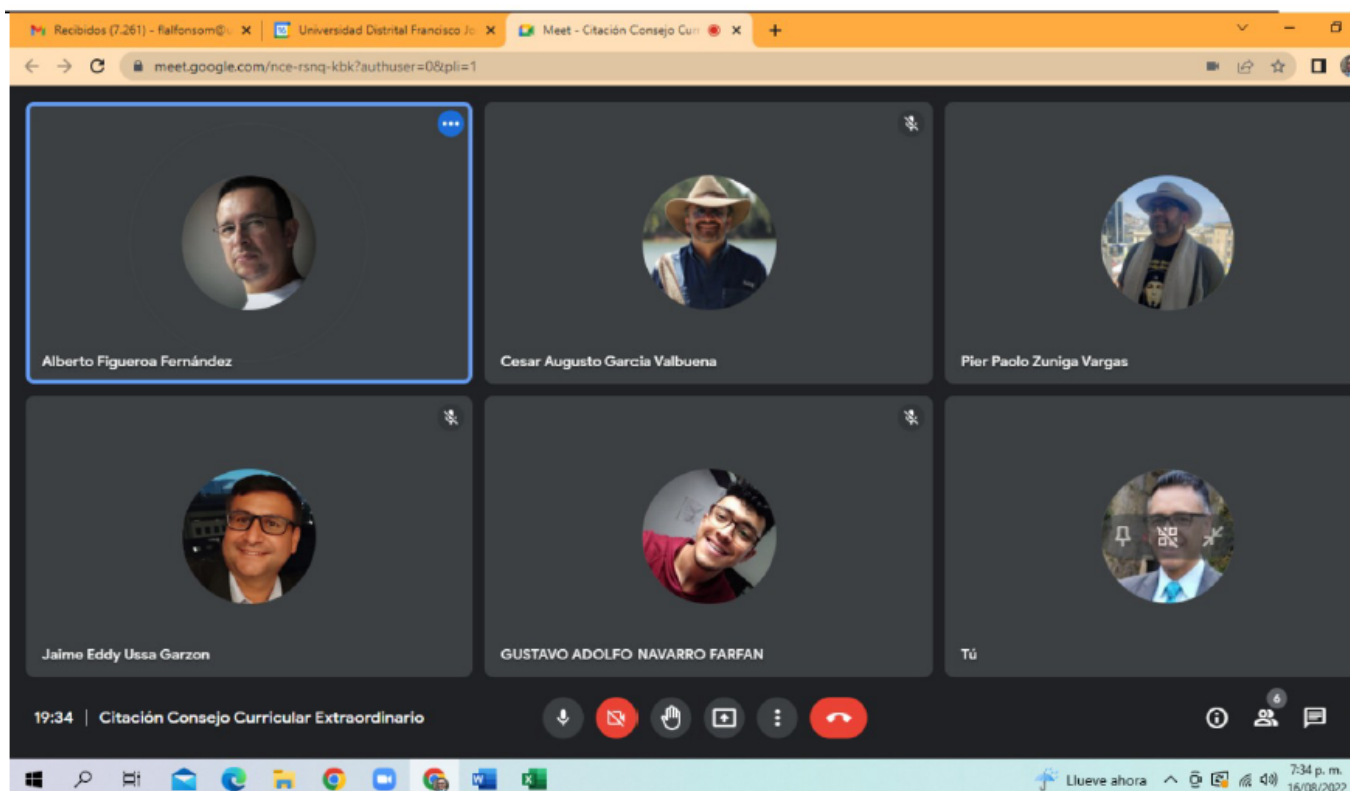 Recibidos (7.261) - flalfonsom@u
Universidad Distrital Francisco Jo
Meet - Citación Consejo Curr
meet.google.com/nce-rsnq-kbk?authuser=0&pli=1
Alberto Figueroa Fernández
Cesar Augusto Garcia Valbuena
Pier Paolo Zuniga Vargas
Jaime Eddy Ussa Garzon
GUSTAVO ADOLFO NAVARRO FARFAN
Tú
19:34 | Citación Consejo Curricular Extraordinario
6
Llueve ahora
7:34 p. m.
16/08/2022